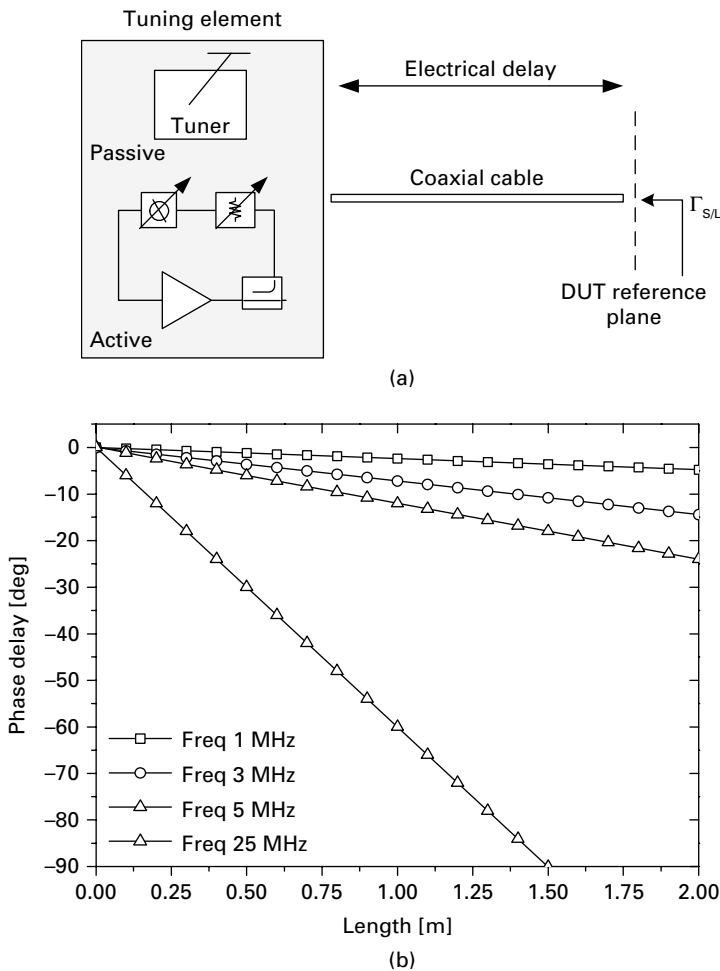 Tuning element
Electrical delay
Tuner
Passive
Coaxial cable
ΓS/L
DUT reference
plane
Active
(a)
0
−10
−20
−30
−40
−50
−60
−70
−80
−90
Phase delay [deg]
Freq 1 MHz
Freq 3 MHz
Freq 5 MHz
Freq 25 MHz
0.00 0.25 0.50 0.75 1.00 1.25 1.50 1.75 2.00
Length [m]
(b)